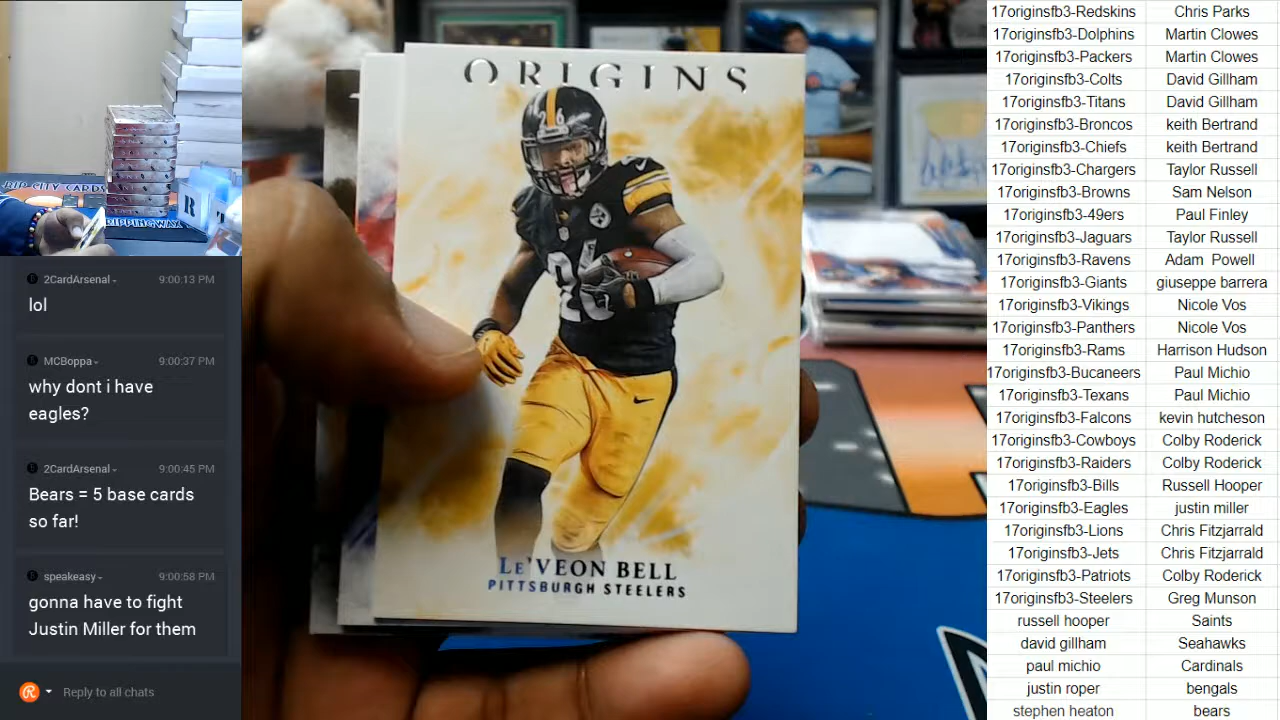 RIP CITY CARDS
R
RIPPINGWAX
2CardArsenal 9:00:13 PM
lol
MCBoppa 9:00:37 PM
why dont i have
eagles?
2CardArsenal 9:00:45 PM
Bears = 5 base cards
so far!
speakeasy 9:00:58 PM
gonna have to fight
Justin Miller for them
Reply to all chats
ORIGINS
26
26
LE'VEON BELL
PITTSBURGH STEELERS
17originsfb3-Redskins Chris Parks
17originsfb3-Dolphins Martin Clowes
17originsfb3-Packers Martin Clowes
17originsfb3-Colts David Gillham
17originsfb3-Titans David Gillham
17originsfb3-Broncos keith Bertrand
17originsfb3-Chiefs keith Bertrand
17originsfb3-Chargers Taylor Russell
17originsfb3-Browns Sam Nelson
17originsfb3-49ers Paul Finley
17originsfb3-Jaguars Taylor Russell
17originsfb3-Ravens Adam Powell
17originsfb3-Giants giuseppe barrera
17originsfb3-Vikings Nicole Vos
17originsfb3-Panthers Nicole Vos
17originsfb3-Rams Harrison Hudson
17originsfb3-Bucaneers Paul Michio
17originsfb3-Texans Paul Michio
17originsfb3-Falcons kevin hutcheson
17originsfb3-Cowboys Colby Roderick
17originsfb3-Raiders Colby Roderick
17originsfb3-Bills Russell Hooper
17originsfb3-Eagles justin miller
17originsfb3-Lions Chris Fitzjarrald
17originsfb3-Jets Chris Fitzjarrald
17originsfb3-Patriots Colby Roderick
17originsfb3-Steelers Greg Munson
russell hooper Saints
david gillham Seahawks
paul michio Cardinals
justin roper bengals
stephen heaton bears